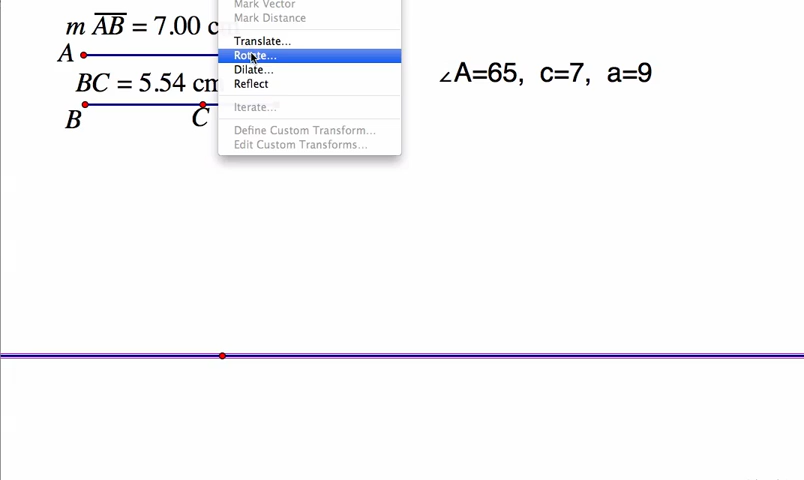 Mark Vector
Mark Distance
m AB = 7.00 c
Translate...
A
Rotate...
∠A=65, c=7, a=9
Dilate...
BC = 5.54 cm
Reflect
B
C
Iterate...
Define Custom Transform...
Edit Custom Transforms...